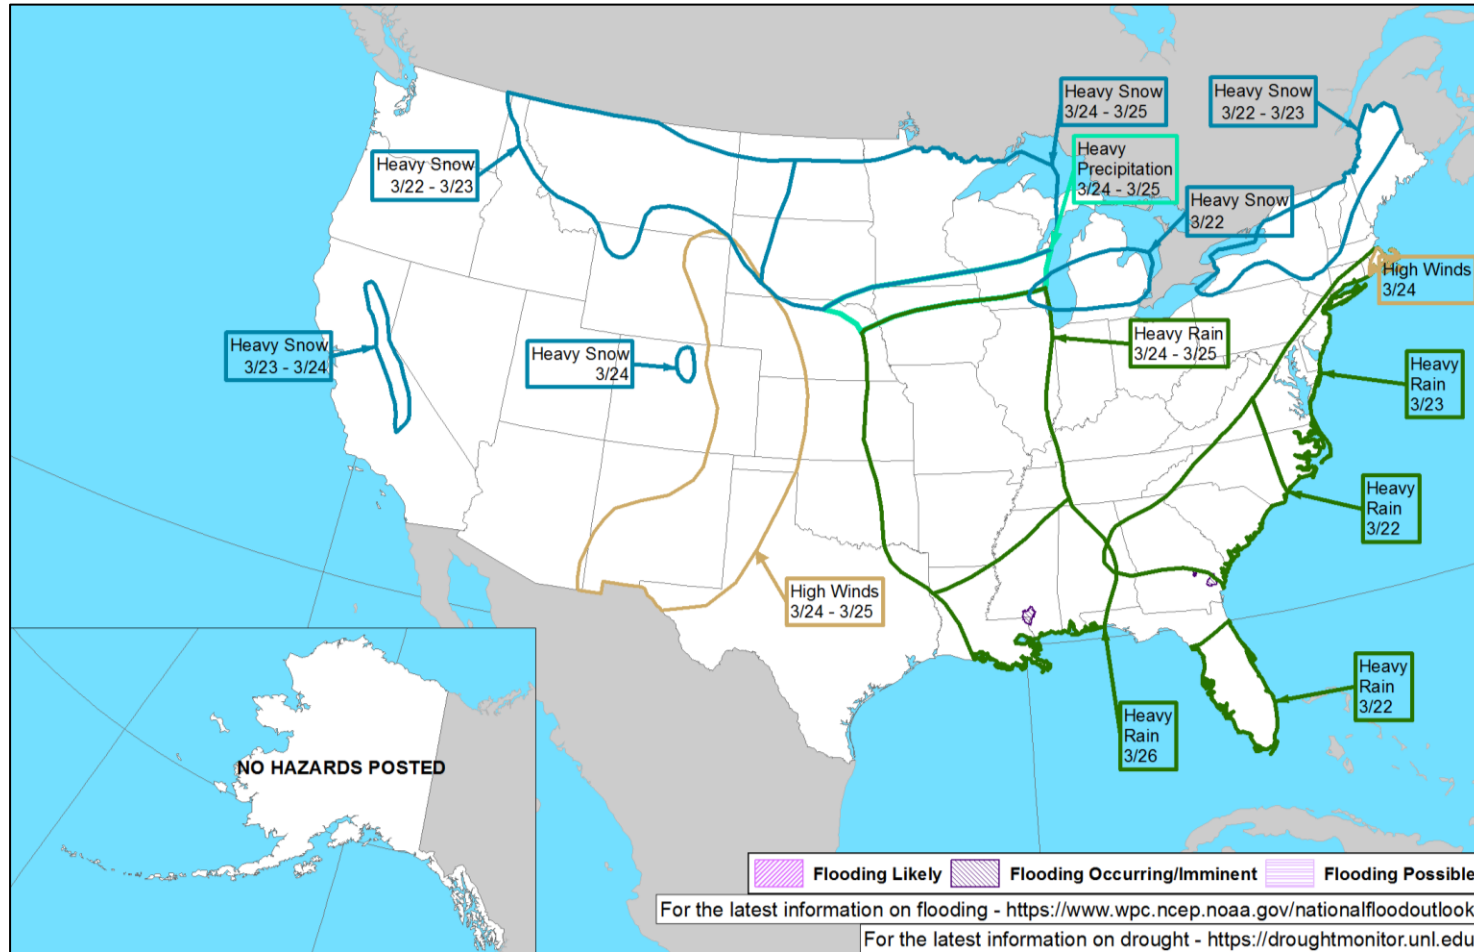 Heavy Snow
3/24 - 3/25
Heavy Snow
3/22 - 3/23
Heavy
Precipitation
3/24 - 3/25
Heavy Snow
3/22 - 3/23
Heavy Snow
3/22
High Winds
3/24
Heavy Rain
3/24 - 3/25
Heavy Snow
3/23 - 3/24
Heavy Snow
3/24
Heavy
Rain
3/23
Heavy
Rain
3/22
High Winds
3/24 - 3/25
Heavy
Rain
3/22
Heavy
Rain
3/26
NO HAZARDS POSTED
Flooding Likely
Flooding Occurring/Imminent
Flooding Possible
For the latest information on flooding - https://www.wpc.ncep.noaa.gov/nationalfloodoutlook
For the latest information on drought - https://droughtmonitor.unl.edu